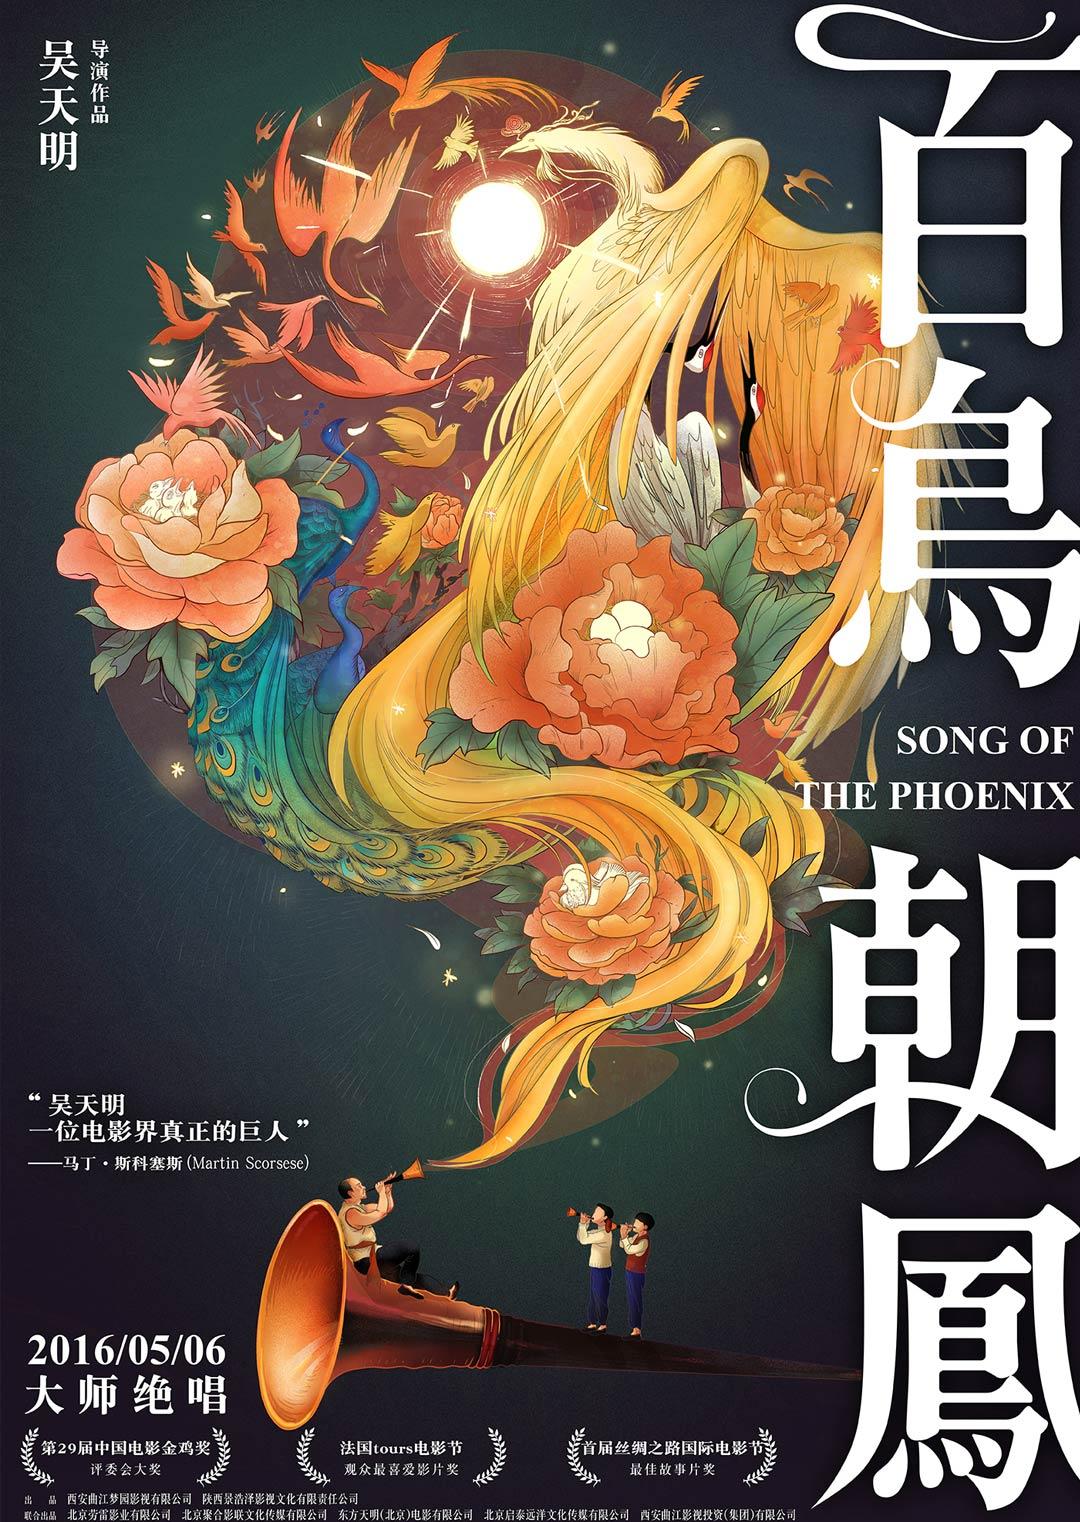 吴天明
导演作品
百鳥朝鳳
SONG OF
THE PHOENIX
“吴天明
一位电影界真正的巨人”
——马丁·斯科塞斯(Martin Scorsese)
2016/05/06
大师绝唱
第29届中国电影金鸡奖
评委会大奖
法国tours电影节
观众最喜爱影片奖
首届丝绸之路国际电影节
最佳故事片奖
出品 西安曲江梦园影视有限公司 陕西景浩泽影视文化有限责任公司
联合出品 北京劳雷影业有限公司 北京聚合影联文化传媒有限公司 东方天明(北京)电影有限公司 北京启泰远洋文化传媒有限公司 西安曲江影视投资(集团)有限公司